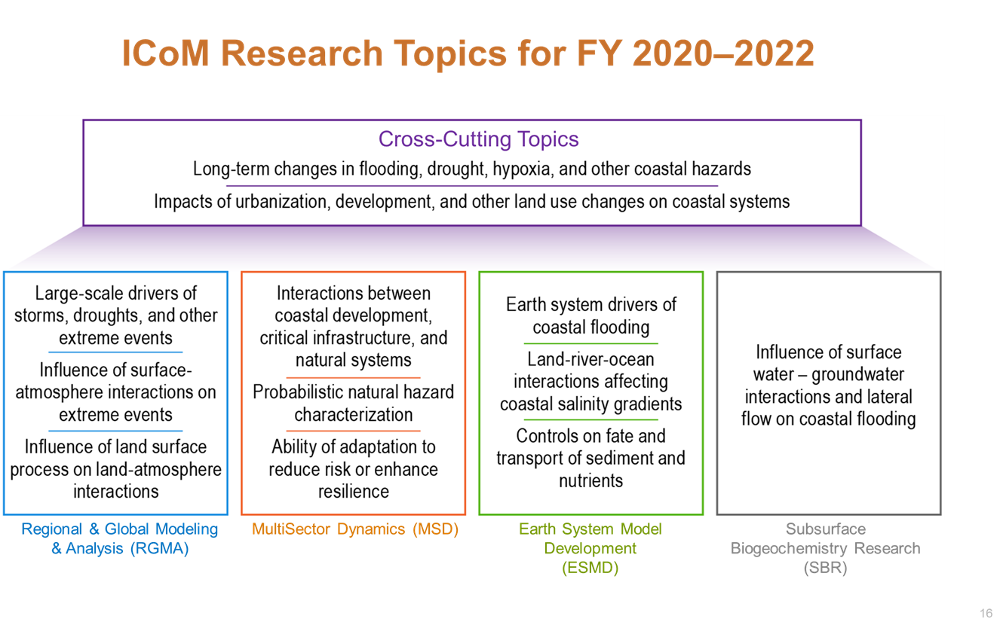 ICoM Research Topics for FY 2020–2022
Cross-Cutting Topics
Long-term changes in flooding, drought, hypoxia, and other coastal hazards
Impacts of urbanization, development, and other land use changes on coastal systems
Large-scale drivers of
storms, droughts, and other
extreme events
Influence of surface-
atmosphere interactions on
extreme events
Influence of land surface
process on land-atmosphere
interactions
Regional & Global Modeling
& Analysis (RGMA)
Interactions between
coastal development,
critical infrastructure, and
natural systems
Probabilistic natural hazard
characterization
Ability of adaptation to
reduce risk or enhance
resilience
MultiSector Dynamics (MSD)
Earth system drivers of
coastal flooding
Land-river-ocean
interactions affecting
coastal salinity gradients
Controls on fate and
transport of sediment and
nutrients
Earth System Model
Development
(ESMD)
Influence of surface
water – groundwater
interactions and lateral
flow on coastal flooding
Subsurface
Biogeochemistry Research
(SBR)
16